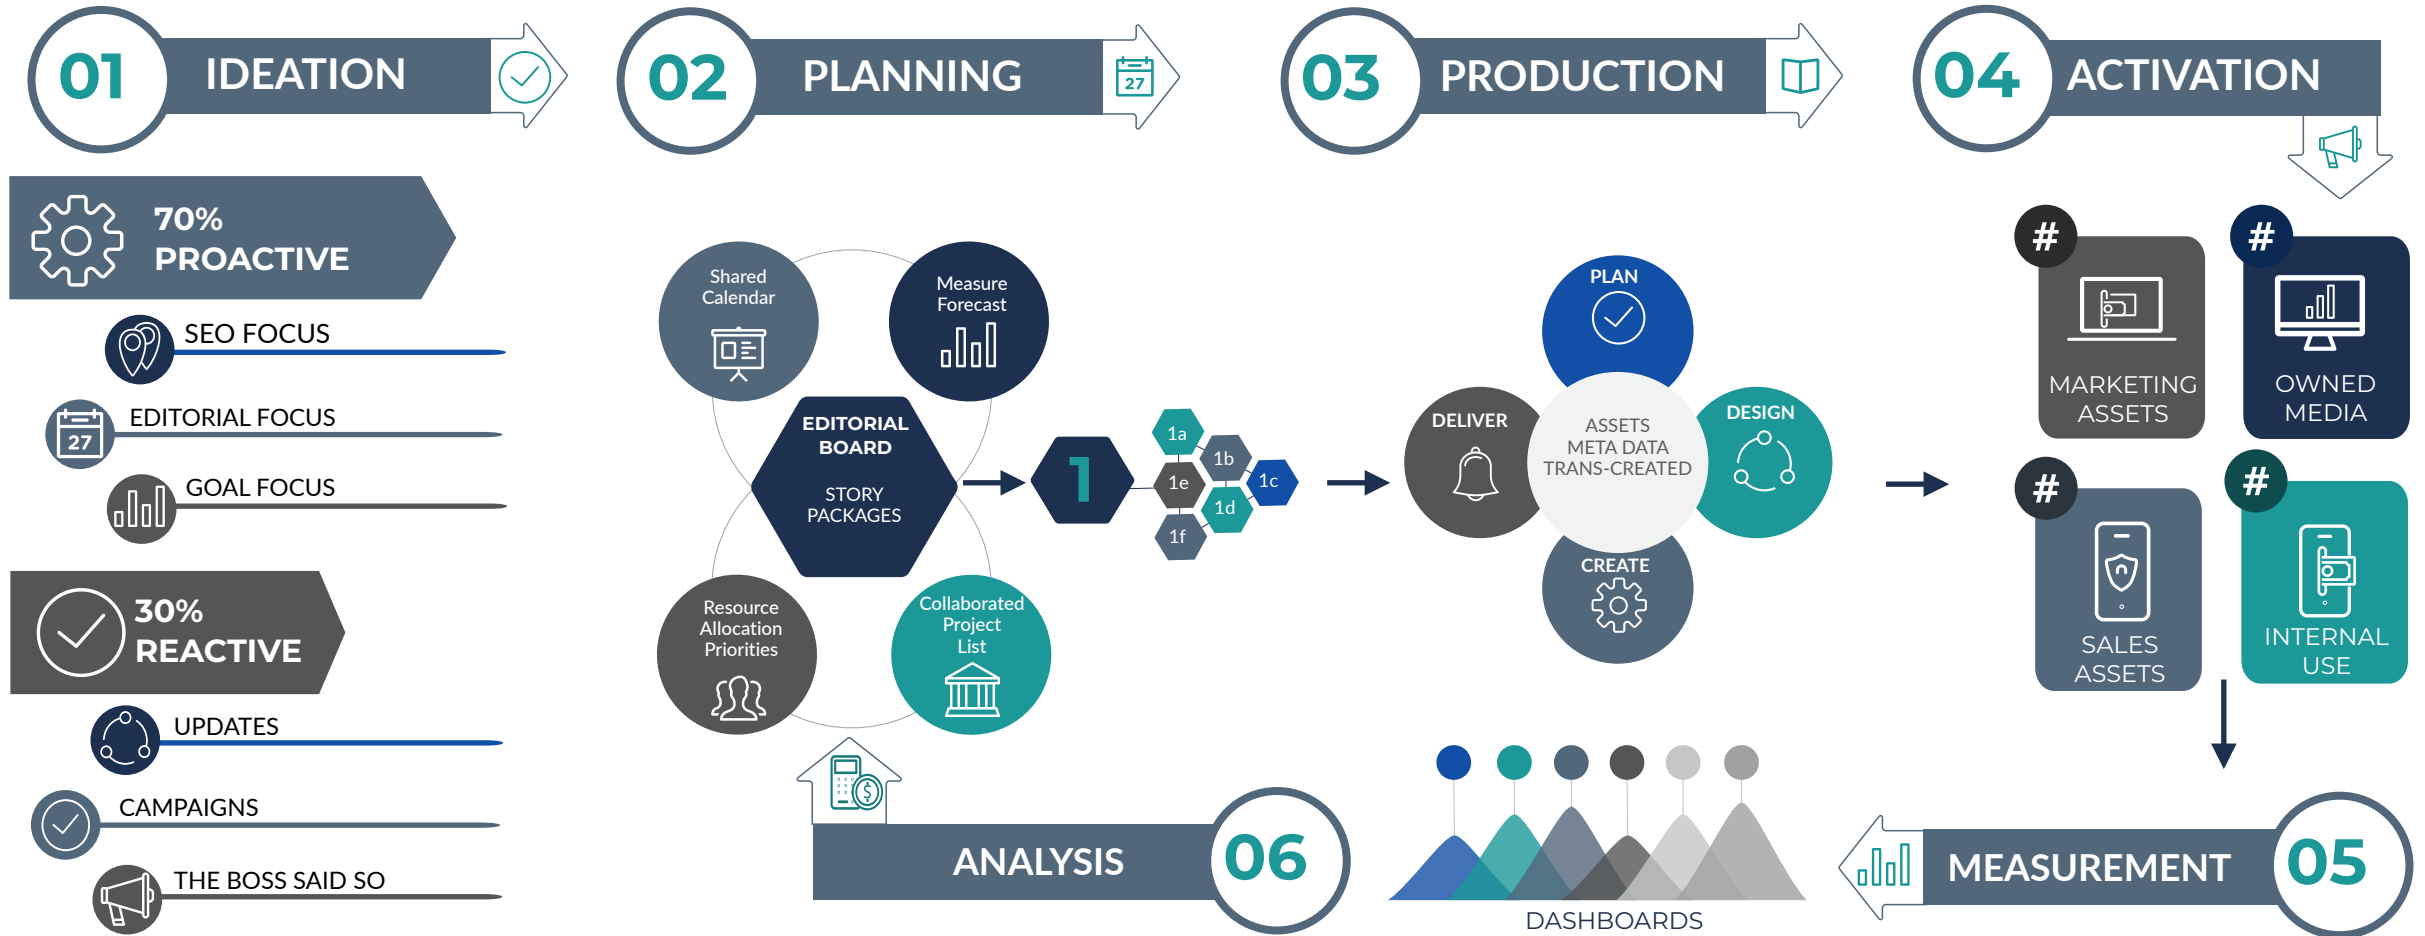 01
IDEATION
02
PLANNING
27
03
PRODUCTION
04
ACTIVATION
70%
PROACTIVE
SEO FOCUS
EDITORIAL FOCUS
27
GOAL FOCUS
30%
REACTIVE
UPDATES
CAMPAIGNS
THE BOSS SAID SO
Shared
Calendar
Measure
Forecast
EDITORIAL
BOARD
STORY
PACKAGES
Resource
Allocation
Priorities
Collaborated
Project
List
1
1a
1b
1c
1e
1d
1f
PLAN
DELIVER
DESIGN
ASSETS
META DATA
TRANS-CREATED
CREATE
#
MARKETING
ASSETS
#
OWNED
MEDIA
#
SALES
ASSETS
#
INTERNAL
USE
$
ANALYSIS
06
DASHBOARDS
MEASUREMENT
05